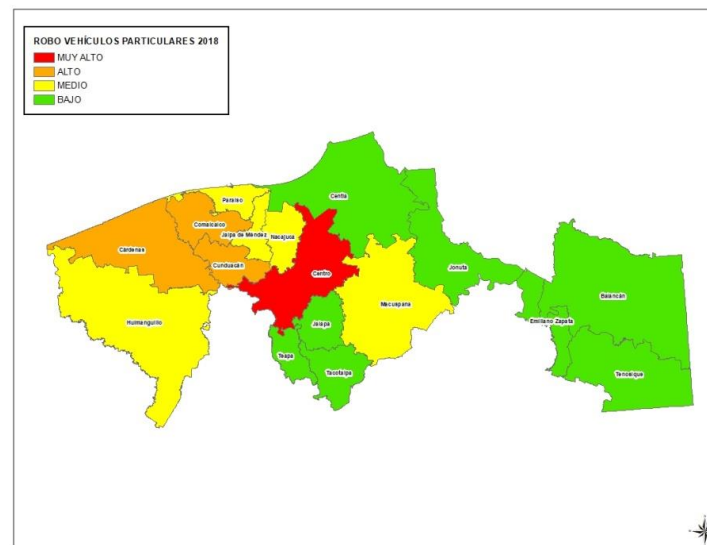 ROBO VEHÍCULOS PARTICULARES 2018
MUY ALTO
ALTO
MEDIO
BAJO
Centla
Paraiso
Comalcalco
Jalpa de Méndez
Nacajuca
Cárdenas
Cunduacán
Centro
Jonuta
Macuspana
Balancán
Huimanguillo
Emiliano Zapata
Jalapa
Teapa
Tacotalpa
Tenosique